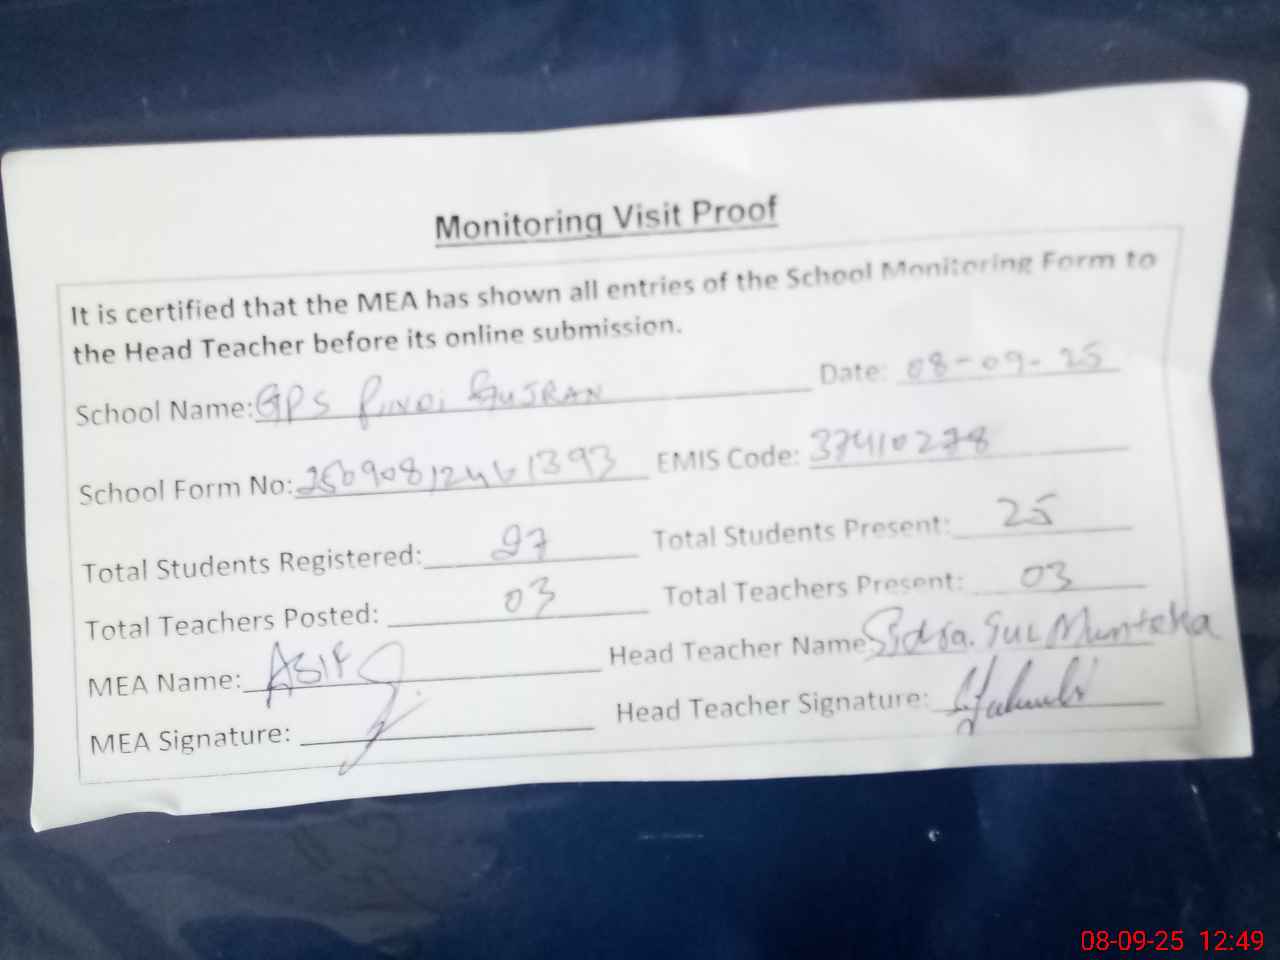 Monitoring Visit Proof
It is certified that the MEA has shown all entries of the School Monitoring Form to
the Head Teacher before its online submission.
School Name: GPS Pindi Gujran Date: 08-09-25
School Form No: 25090812461393 EMIS Code: 37410278
Total Students Registered: 27 Total Students Present: 25
Total Teachers Posted: 03 Total Teachers Present: 03
MEA Name: ASIF Head Teacher Name Sidra. Gul Munteha
MEA Signature: Head Teacher Signature:
08-09-25 12:49